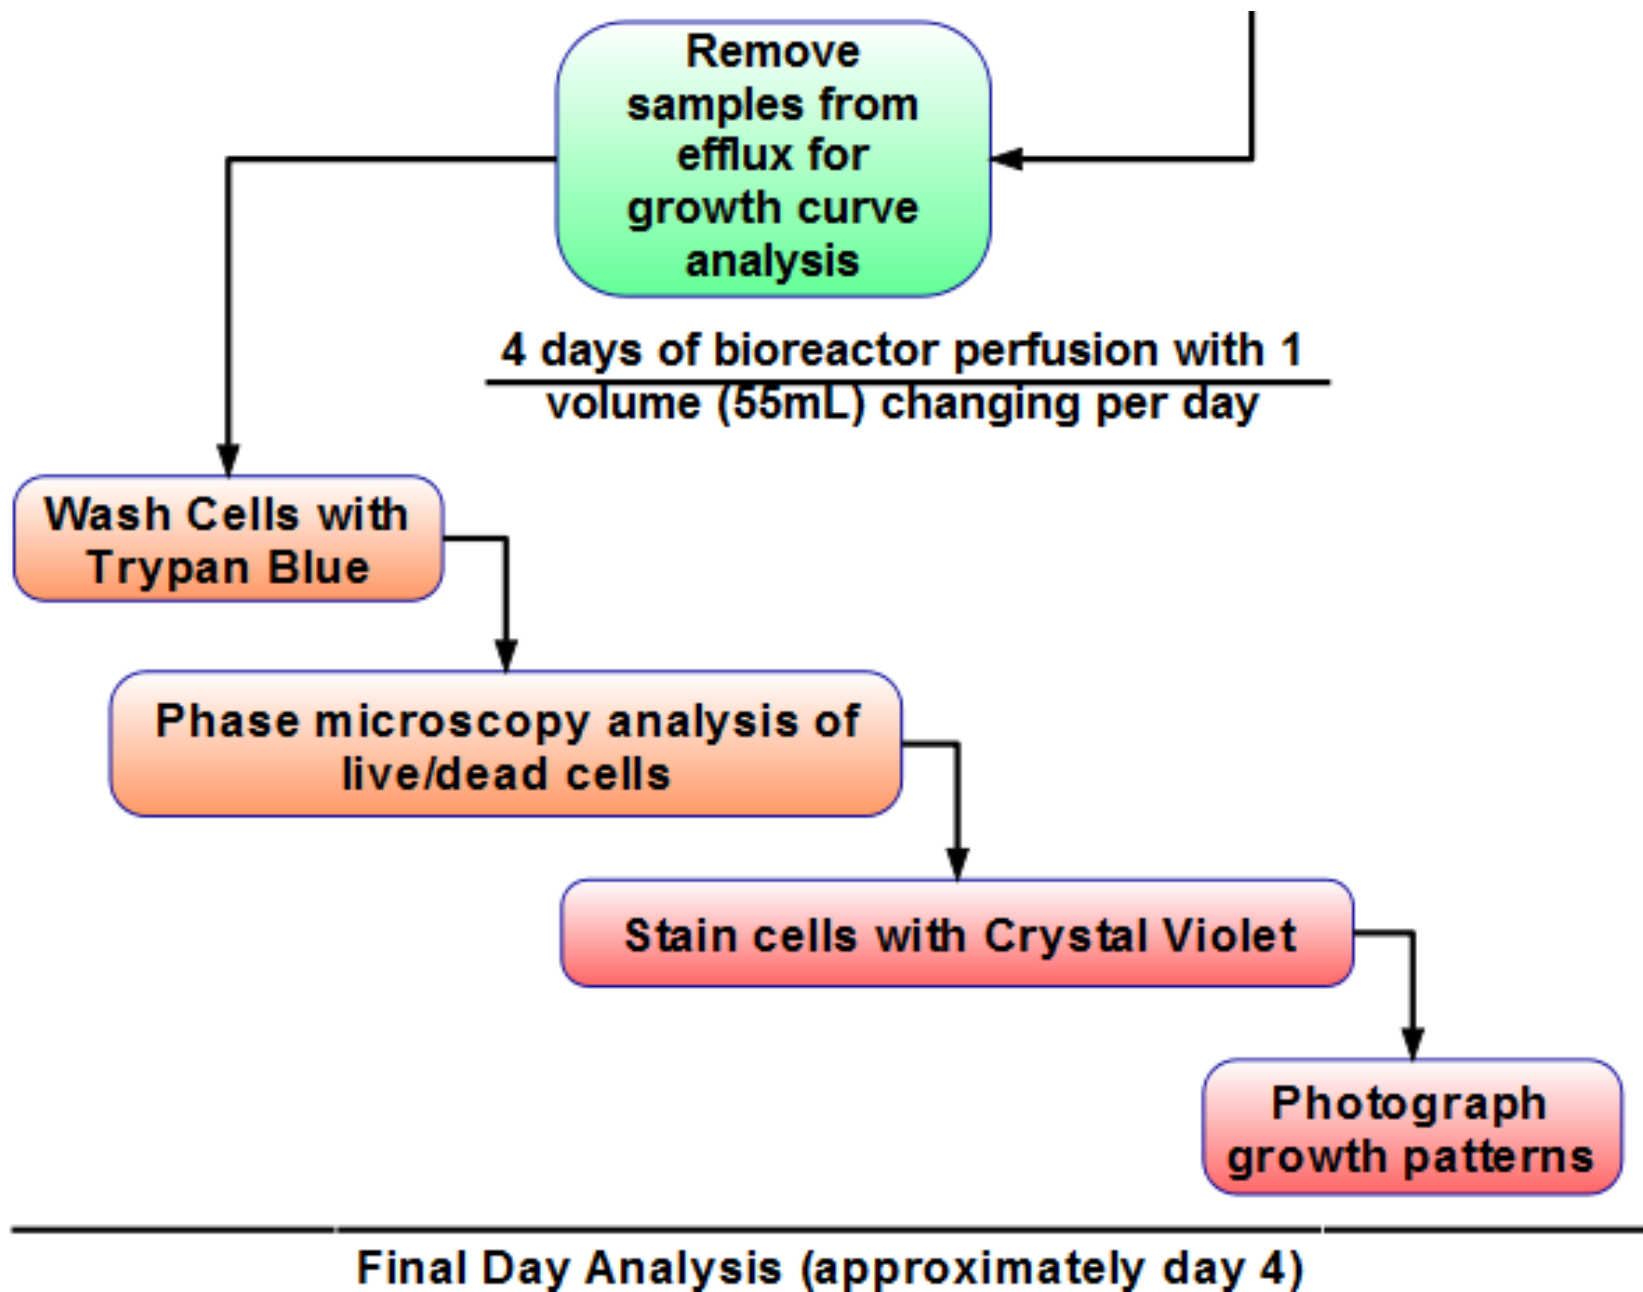 Remove
samples from
efflux for
growth curve
analysis
4 days of bioreactor perfusion with 1
volume (55mL) changing per day
Wash Cells with
Trypan Blue
Phase microscopy analysis of
live/dead cells
Stain cells with Crystal Violet
Photograph
growth patterns
Final Day Analysis (approximately day 4)